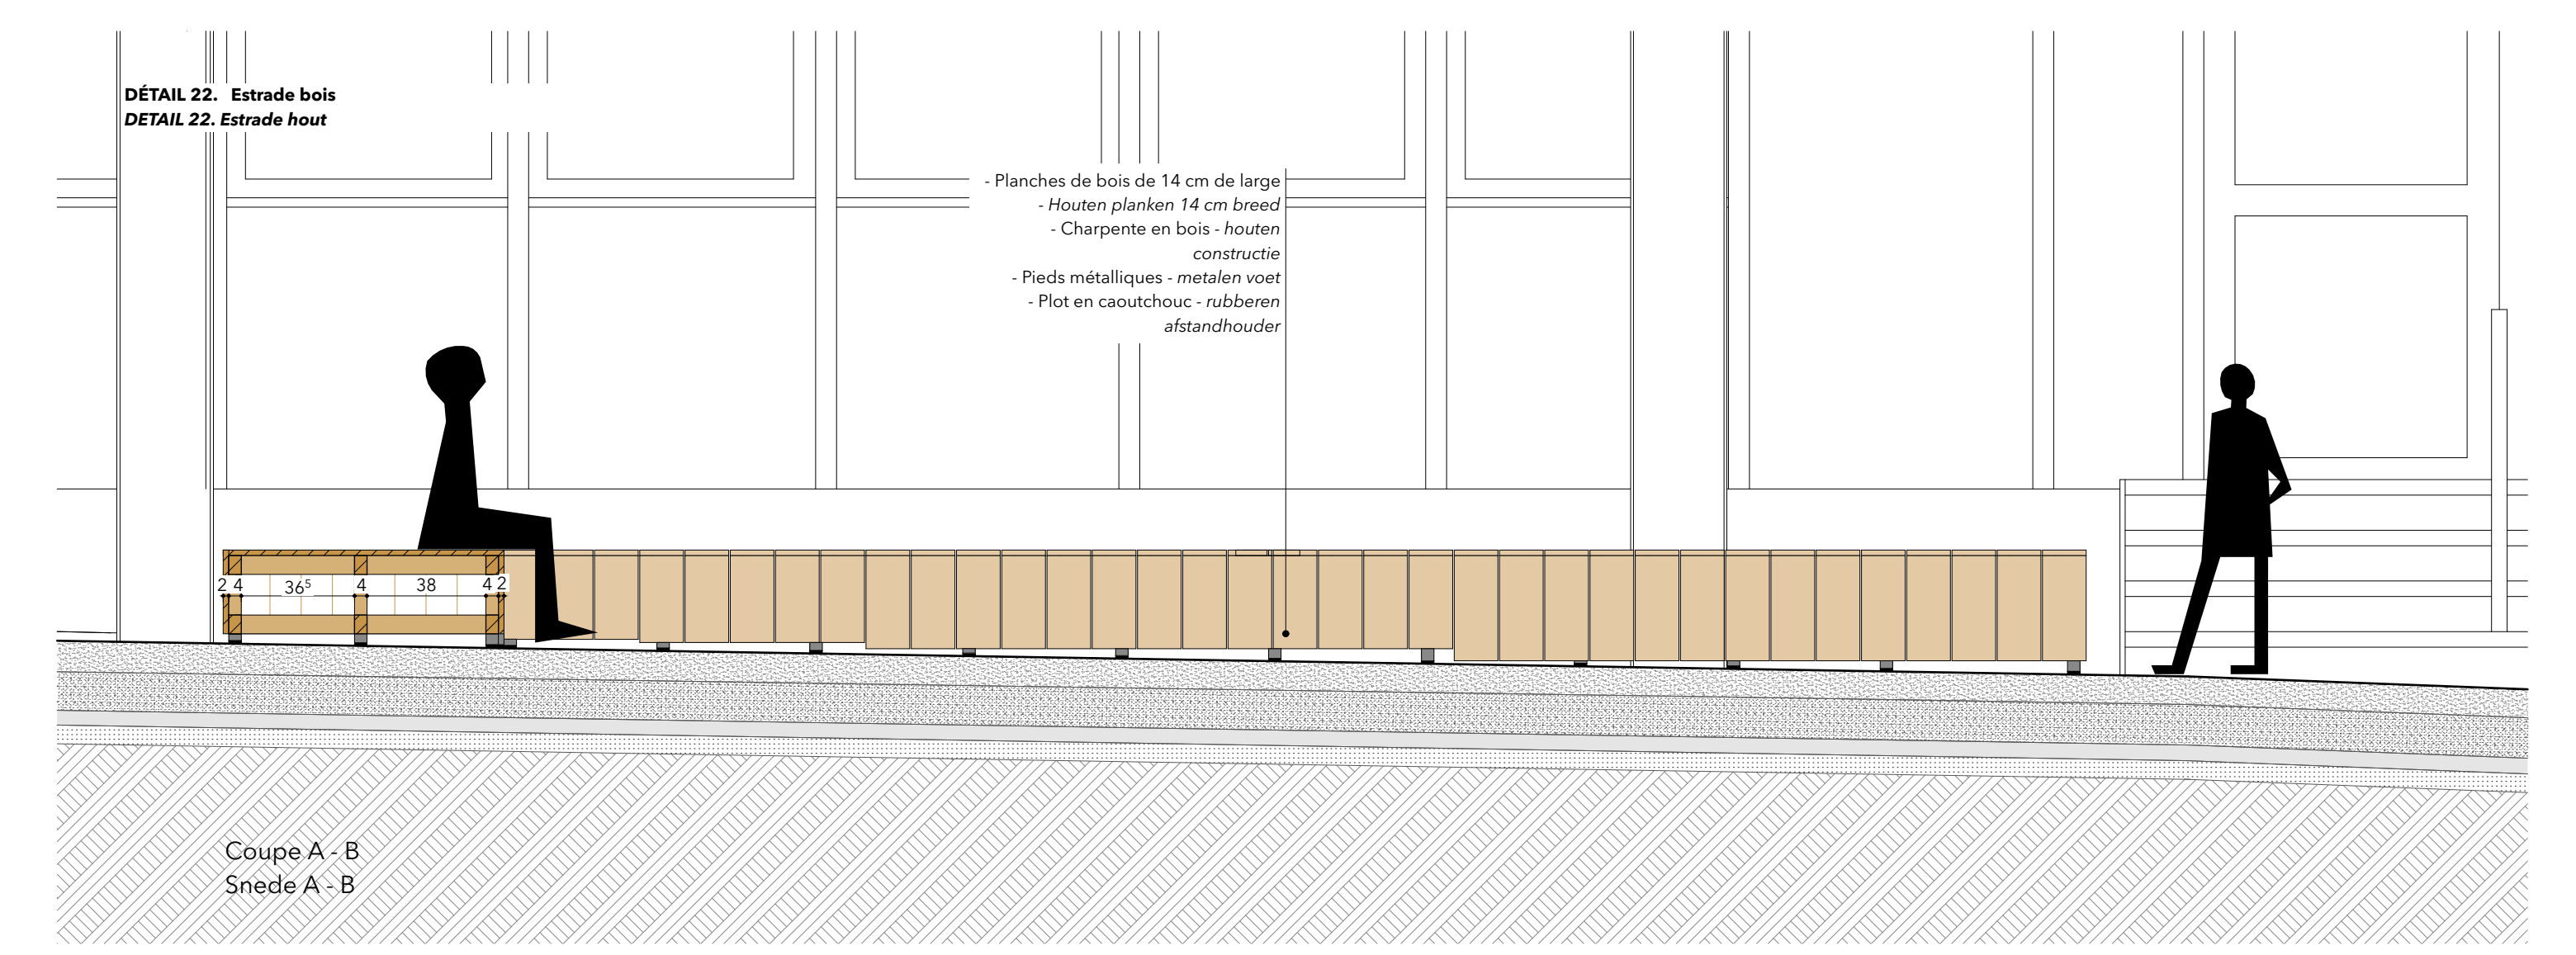 DÉTAIL 22. Estrade bois
DETAIL 22. Estrade hout
- Planches de bois de 14 cm de large
- Houten planken 14 cm breed
- Charpente en bois - houten
constructie
- Pieds métalliques - metalen voet
- Plot en caoutchouc - rubberen
afstandhouder
2 4 36⁵ 4 38 4 2
Coupe A - B
Snede A - B